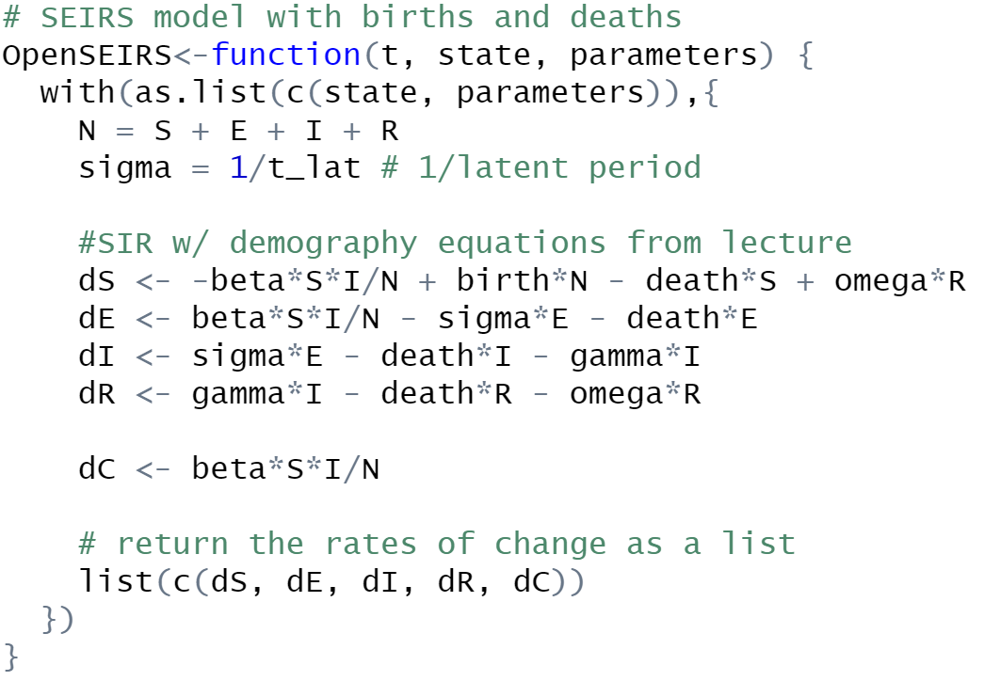 # SEIRS model with births and deaths
OpenSEIRS<-function(t, state, parameters) {
  with(as.list(c(state, parameters)),{
    N = S + E + I + R
    sigma = 1/t_lat # 1/latent period

    #SIR w/ demography equations from lecture
    dS <- -beta*S*I/N + birth*N - death*S + omega*R
    dE <- beta*S*I/N - sigma*E - death*E
    dI <- sigma*E - death*I - gamma*I
    dR <- gamma*I - death*R - omega*R

    dC <- beta*S*I/N

    # return the rates of change as a list
    list(c(dS, dE, dI, dR, dC))
  })
}